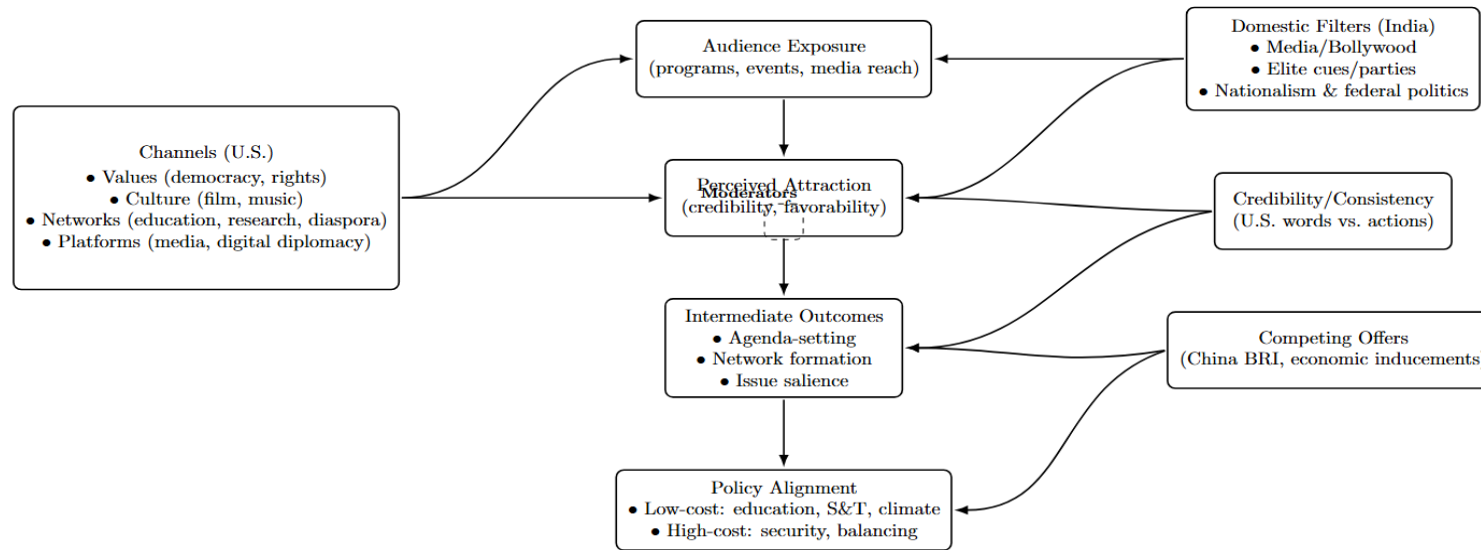 Audience Exposure
(programs, events, media reach)
Domestic Filters (India)
• Media/Bollywood
• Elite cues/parties
• Nationalism & federal politics
Channels (U.S.)
• Values (democracy, rights)
• Culture (film, music)
• Networks (education, research, diaspora)
• Platforms (media, digital diplomacy)
Perceived Attraction
Moderators
(credibility, favorability)
Credibility/Consistency
(U.S. words vs. actions)
Intermediate Outcomes
• Agenda-setting
• Network formation
• Issue salience
Competing Offers
(China BRI, economic inducements
Policy Alignment
• Low-cost: education, S&T, climate
• High-cost: security, balancing